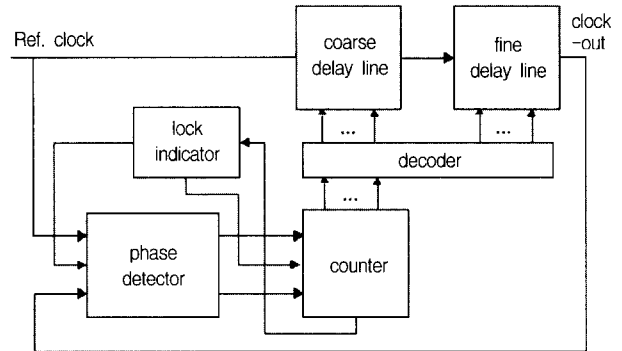 Ref. clock
coarse
delay line
fine
delay line
clock
-out
lock
indicator
...
...
decoder
...
phase
detector
counter